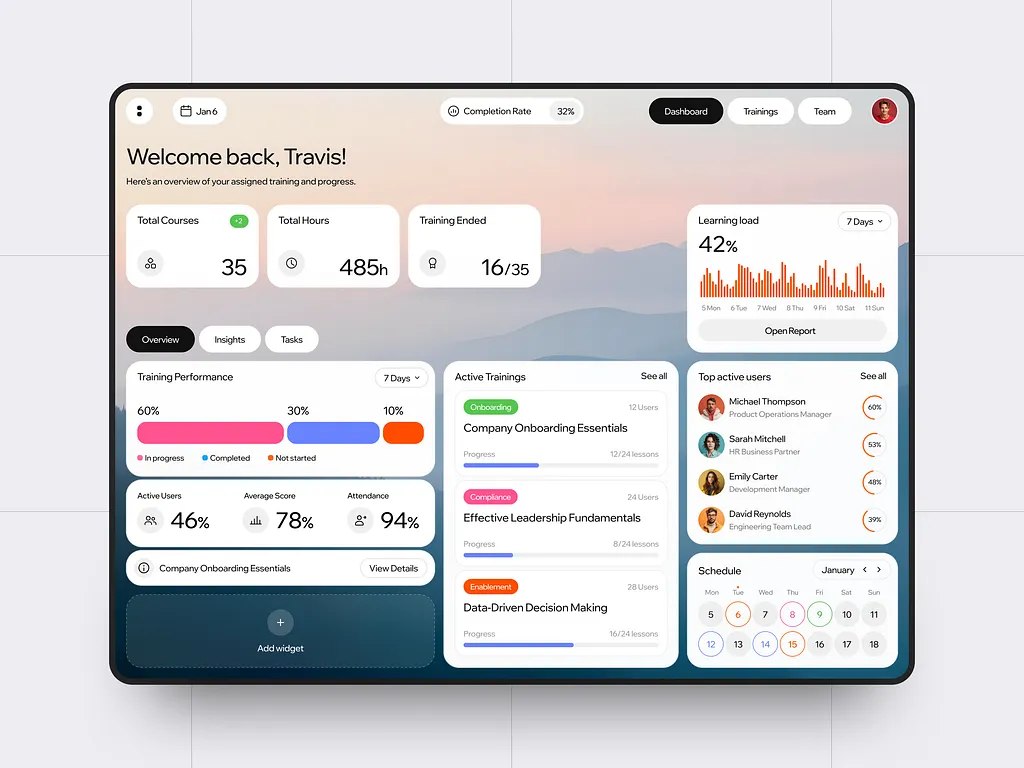 Jan 6
Completion Rate 32%
Dashboard
Trainings
Team
Welcome back, Travis!
Here's an overview of your assigned training and progress.
Total Courses +2
35
Total Hours
485h
Training Ended
16/35
Learning load 7 Days
42%
5 Mon 6 Tue 7 Wed 8 Thu 9 Fri 10 Sat 11 Sun
Open Report
Overview
Insights
Tasks
Training Performance 7 Days
60% 30% 10%
In progress Completed Not started
Active Users Average Score Attendance
46% 78% 94%
Company Onboarding Essentials View Details
Add widget
Active Trainings See all
Onboarding 12 Users
Company Onboarding Essentials
Progress 12/24 lessons
Compliance 24 Users
Effective Leadership Fundamentals
Progress 8/24 lessons
Enablement 28 Users
Data-Driven Decision Making
Progress 16/24 lessons
Top active users See all
Michael Thompson
Product Operations Manager
60%
Sarah Mitchell
HR Business Partner
53%
Emily Carter
Development Manager
48%
David Reynolds
Engineering Team Lead
39%
Schedule January
Mon Tue Wed Thu Fri Sat Sun
5 6 7 8 9 10 11
12 13 14 15 16 17 18